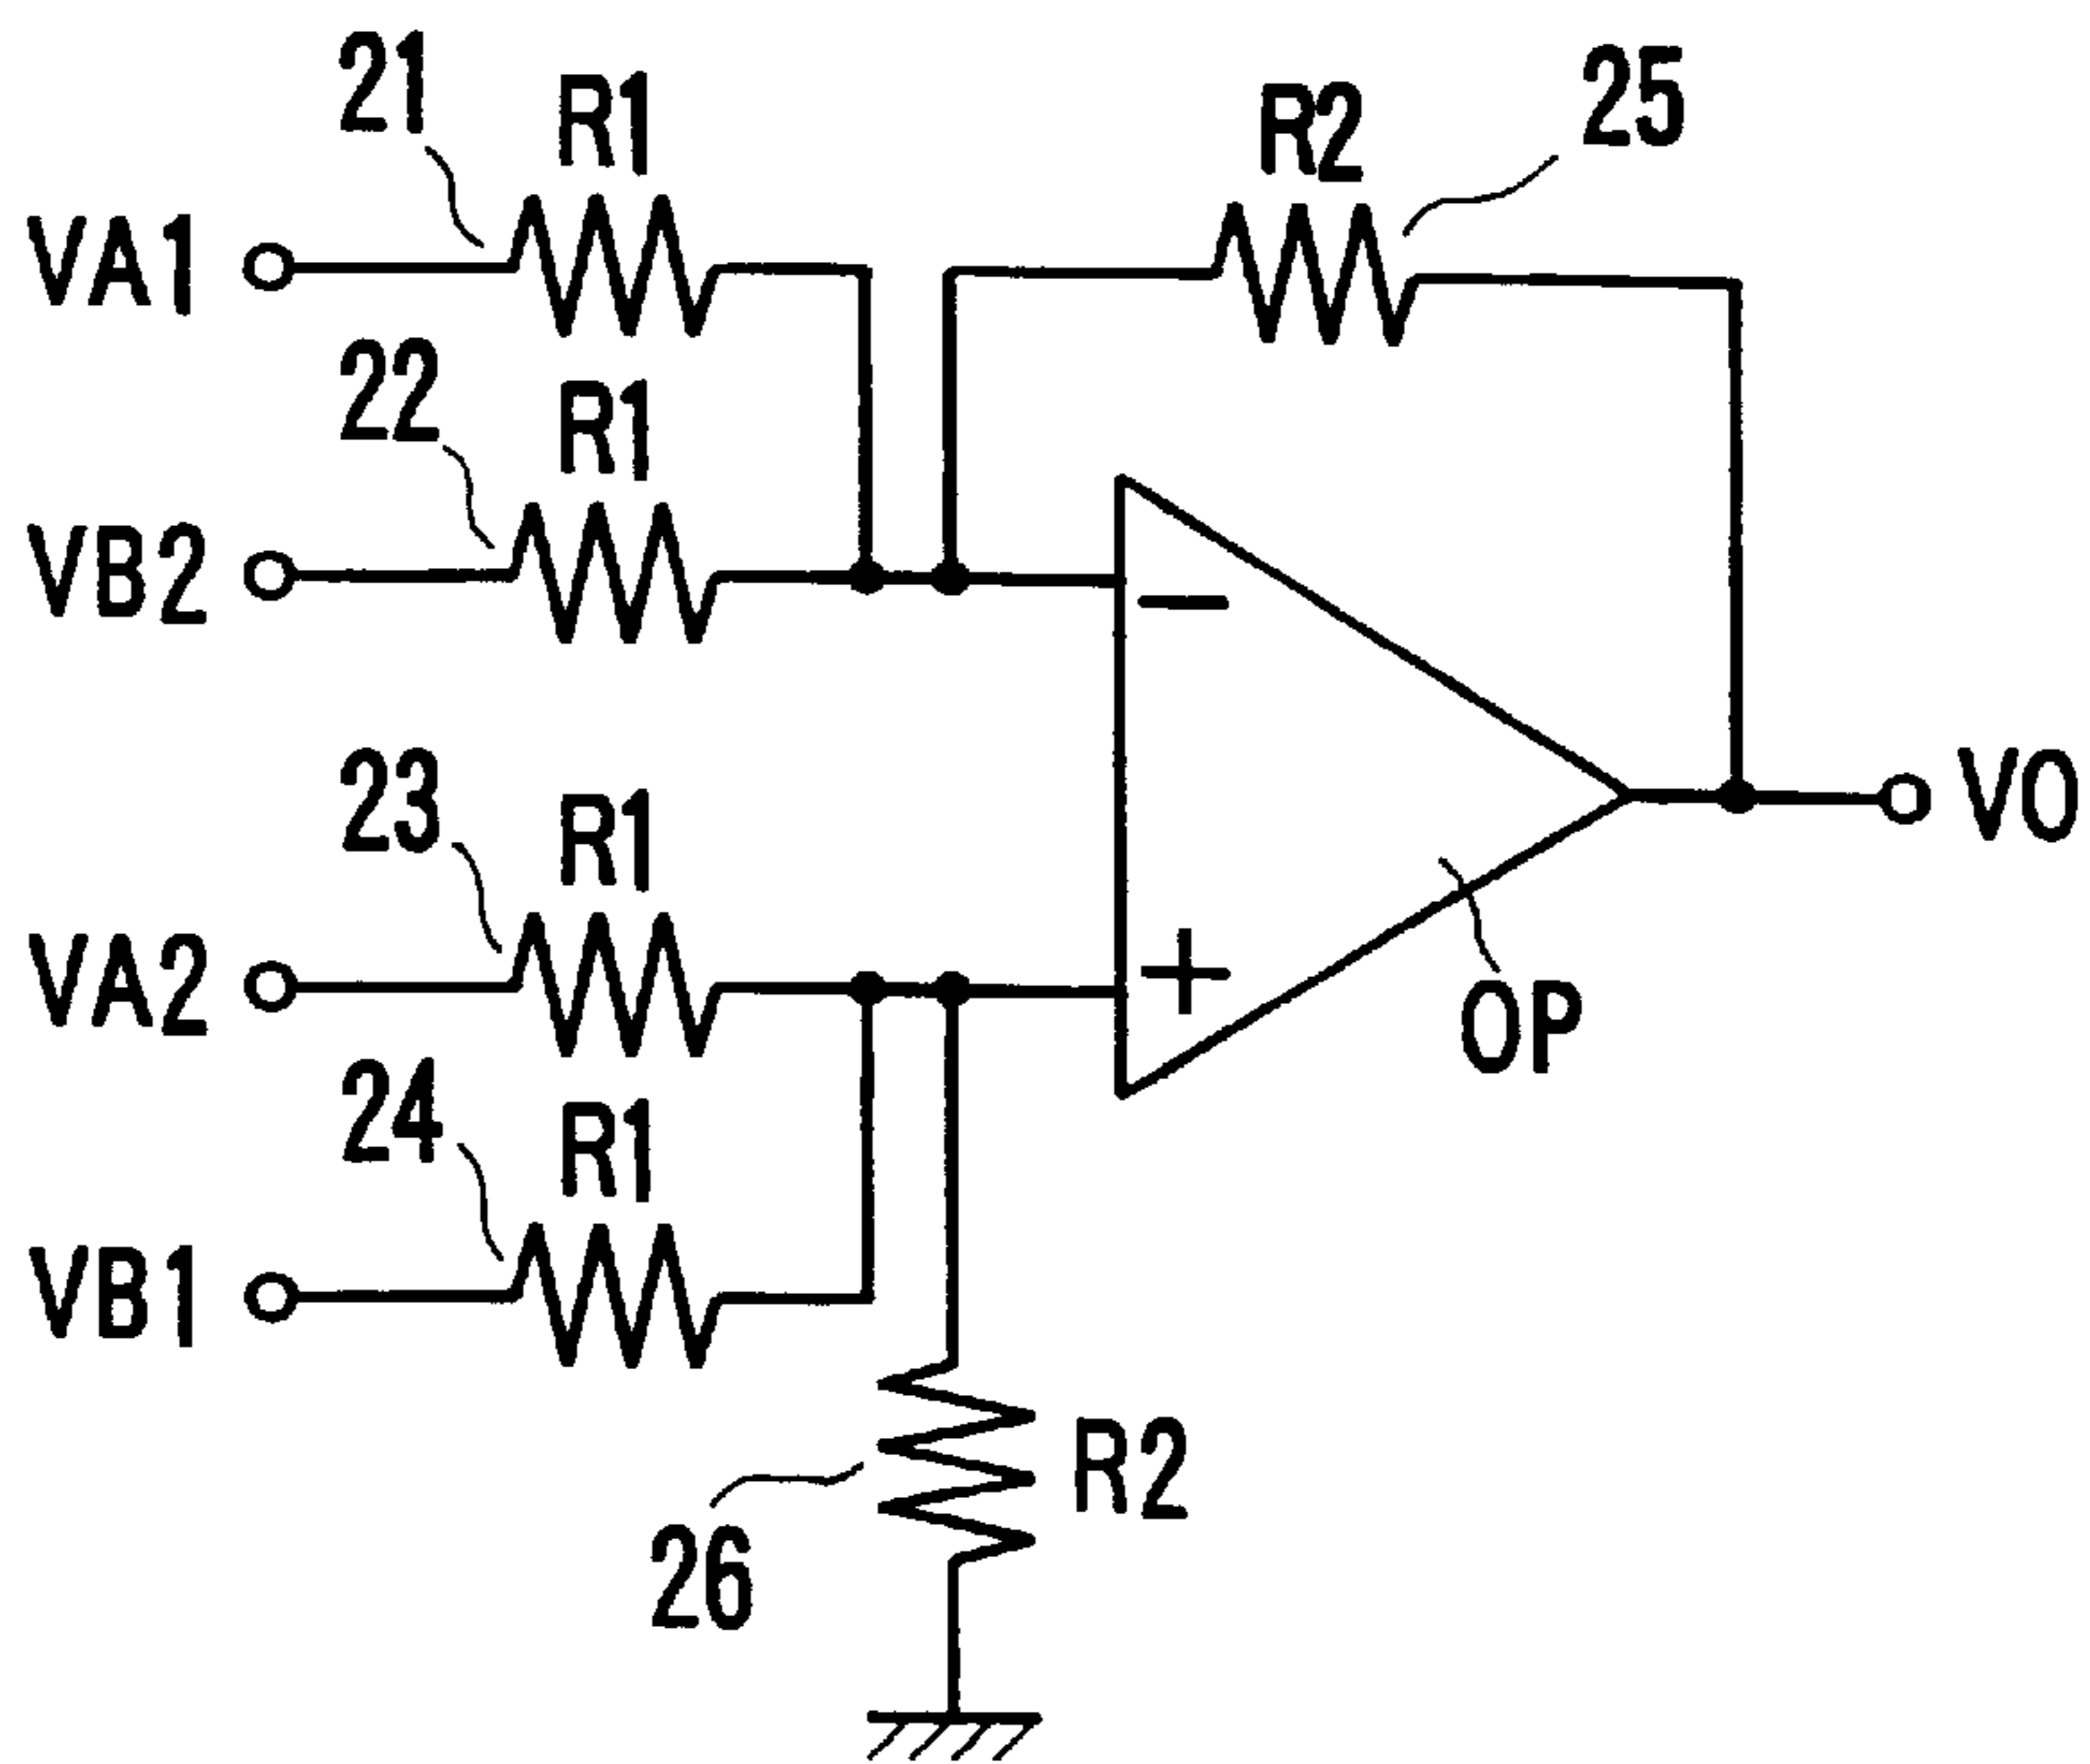 21 R1
R2 25
VA1
22 R1
VB2
−
23 R1
VO
VA2
+
OP
24 R1
VB1
R2
26